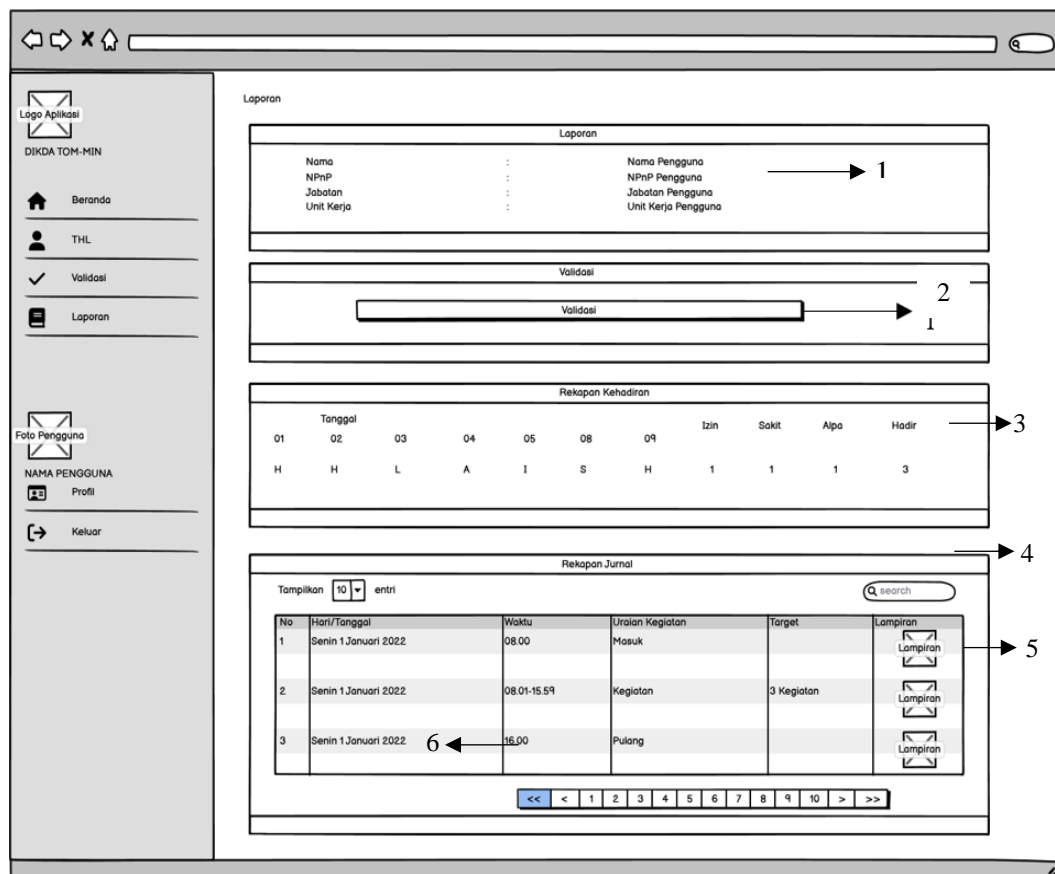 Logo Aplikasi
DIKDA TOM-MIN
Beranda
THL
Validasi
Laporan
Foto Pengguna
NAMA PENGGUNA
Profil
Keluar
Laporan
Laporan
Nama : Nama Pengguna
NPnP : NPnP Pengguna
Jabatan : Jabatan Pengguna
Unit Kerja : Unit Kerja Pengguna
1
Validasi
Validasi
2
Rekapan Kehadiran
Tanggal
Izin Sakit Alpa Hadir
01 02 03 04 05 08 09
H H L A I S H 1 1 1 3
3
4
Rekapan Jurnal
Tampilkan 10 entri search
No Hari/Tanggal Waktu Uraian Kegiatan Target Lampiran
1 Senin 1 Januari 2022 08.00 Masuk Lampiran
5
2 Senin 1 Januari 2022 08.01-15.59 Kegiatan 3 Kegiatan Lampiran
3 Senin 1 Januari 2022 16.00 Pulang Lampiran
6
<< < 1 2 3 4 5 6 7 8 9 10 > >>